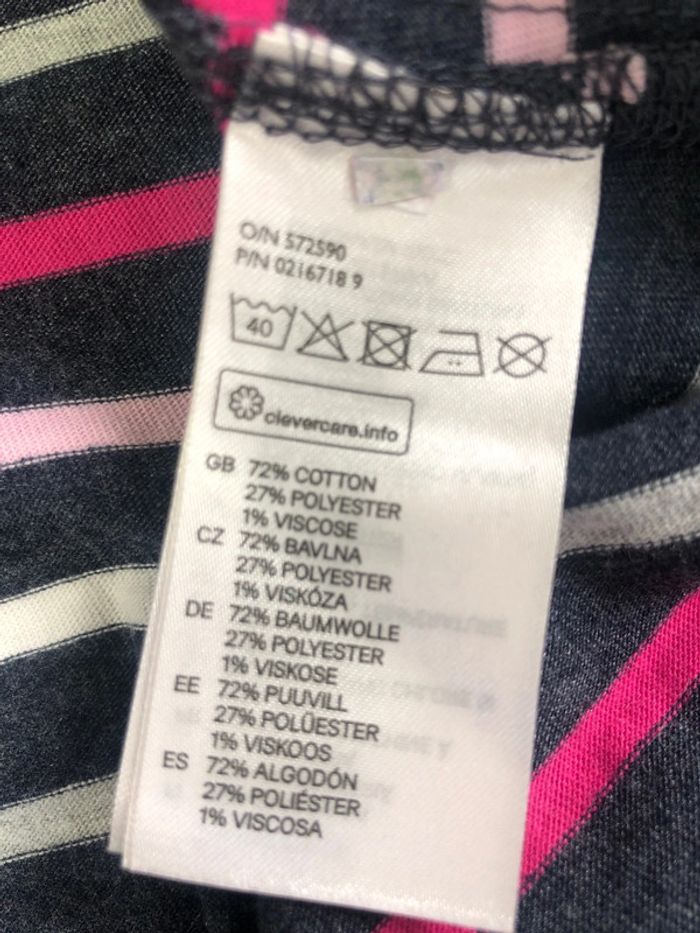 O/N 572590
P/N 0216718 9
40
clevercare.info
GB 72% COTTON
27% POLYESTER
1% VISCOSE
CZ 72% BAVLNA
27% POLYESTER
1% VISKÓZA
DE 72% BAUMWOLLE
27% POLYESTER
1% VISKOSE
EE 72% PUUVILL
27% POLÜESTER
1% VISKOOS
ES 72% ALGODÓN
27% POLIÉSTER
1% VISCOSA